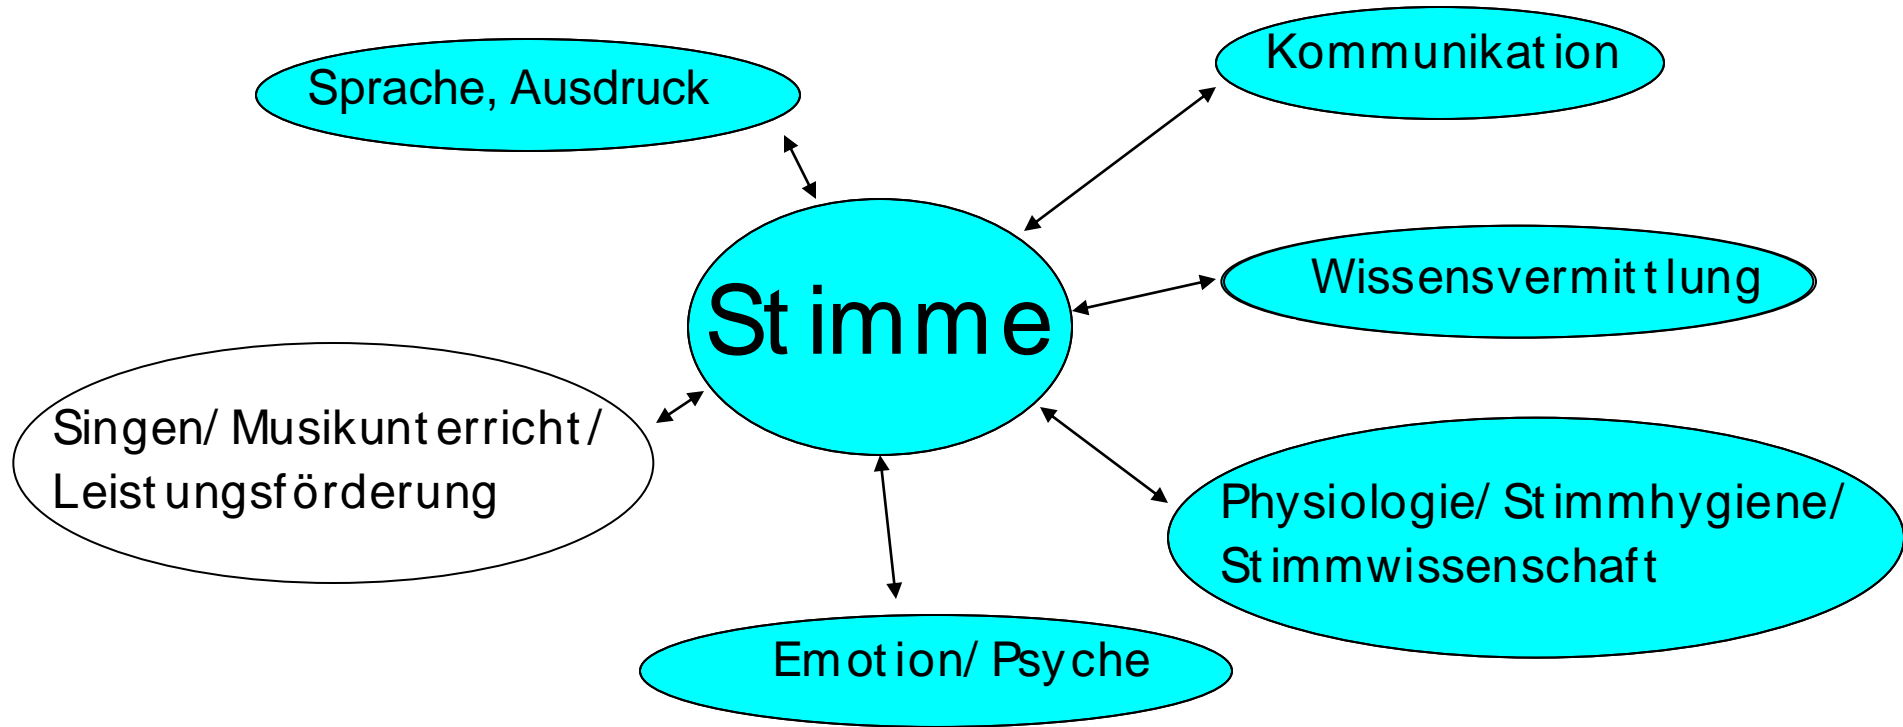 Kommunikation
Sprache, Ausdruck
Wissensvermittlung
Stimme
Singen/ Musikunterricht/
Leistungsförderung
Physiologie/ Stimmhygiene/
Stimmwissenschaft
Emotion/ Psyche